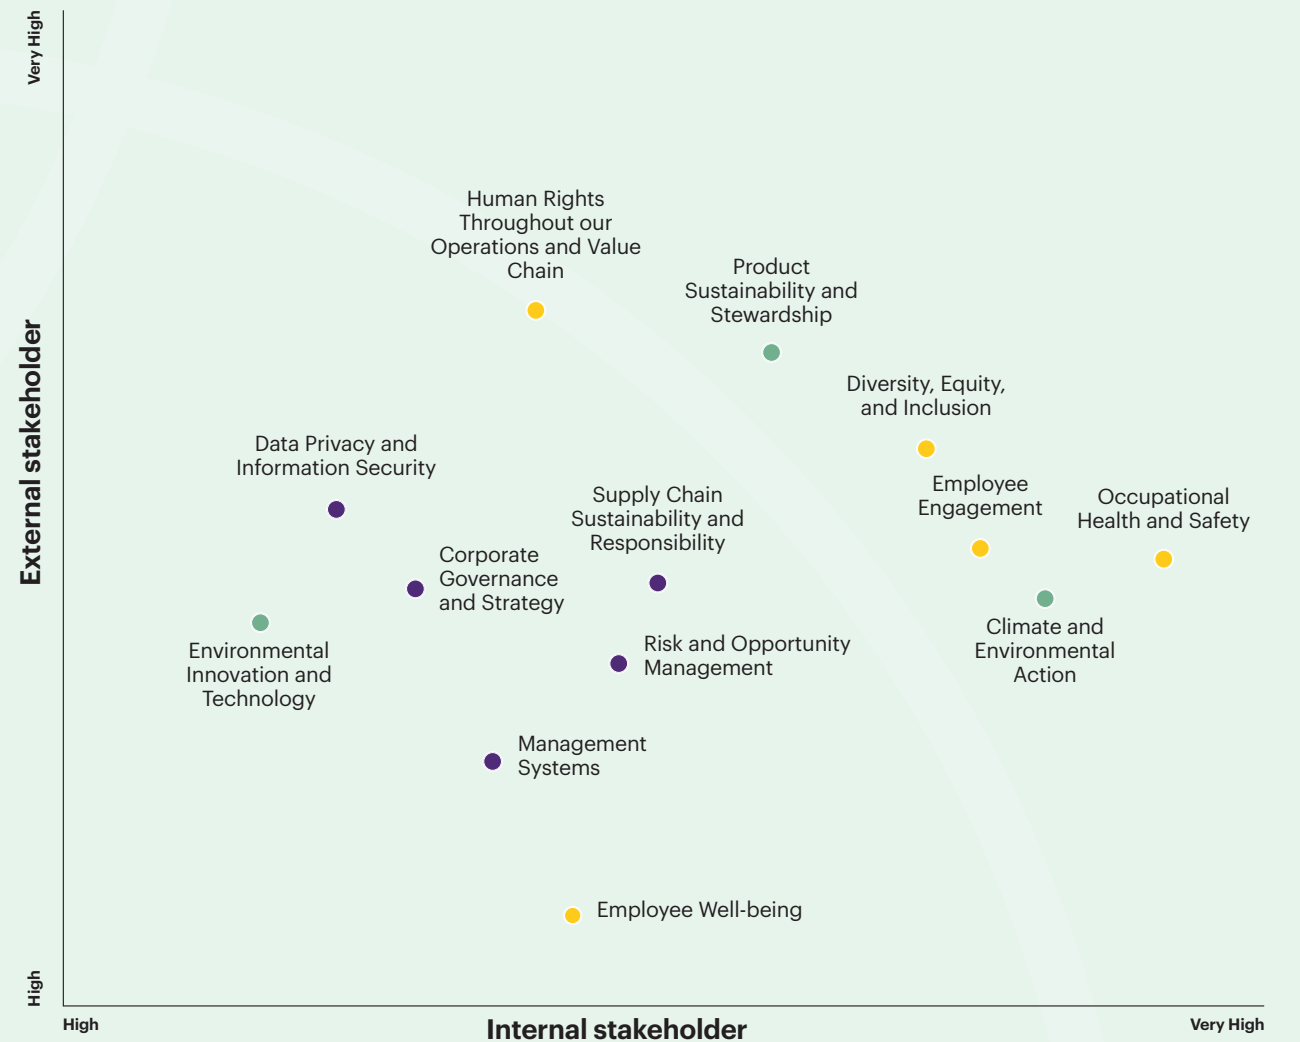 Very High
External stakeholder
High
Human Rights
Throughout our
Operations and Value
Chain
Product
Sustainability and
Stewardship
Diversity, Equity,
and Inclusion
Data Privacy and
Information Security
Employee
Engagement
Occupational
Health and Safety
Supply Chain
Sustainability and
Responsibility
Corporate
Governance
and Strategy
Environmental
Innovation and
Technology
Climate and
Environmental
Action
Risk and Opportunity
Management
Management
Systems
Employee Well-being
High
Internal stakeholder
Very High